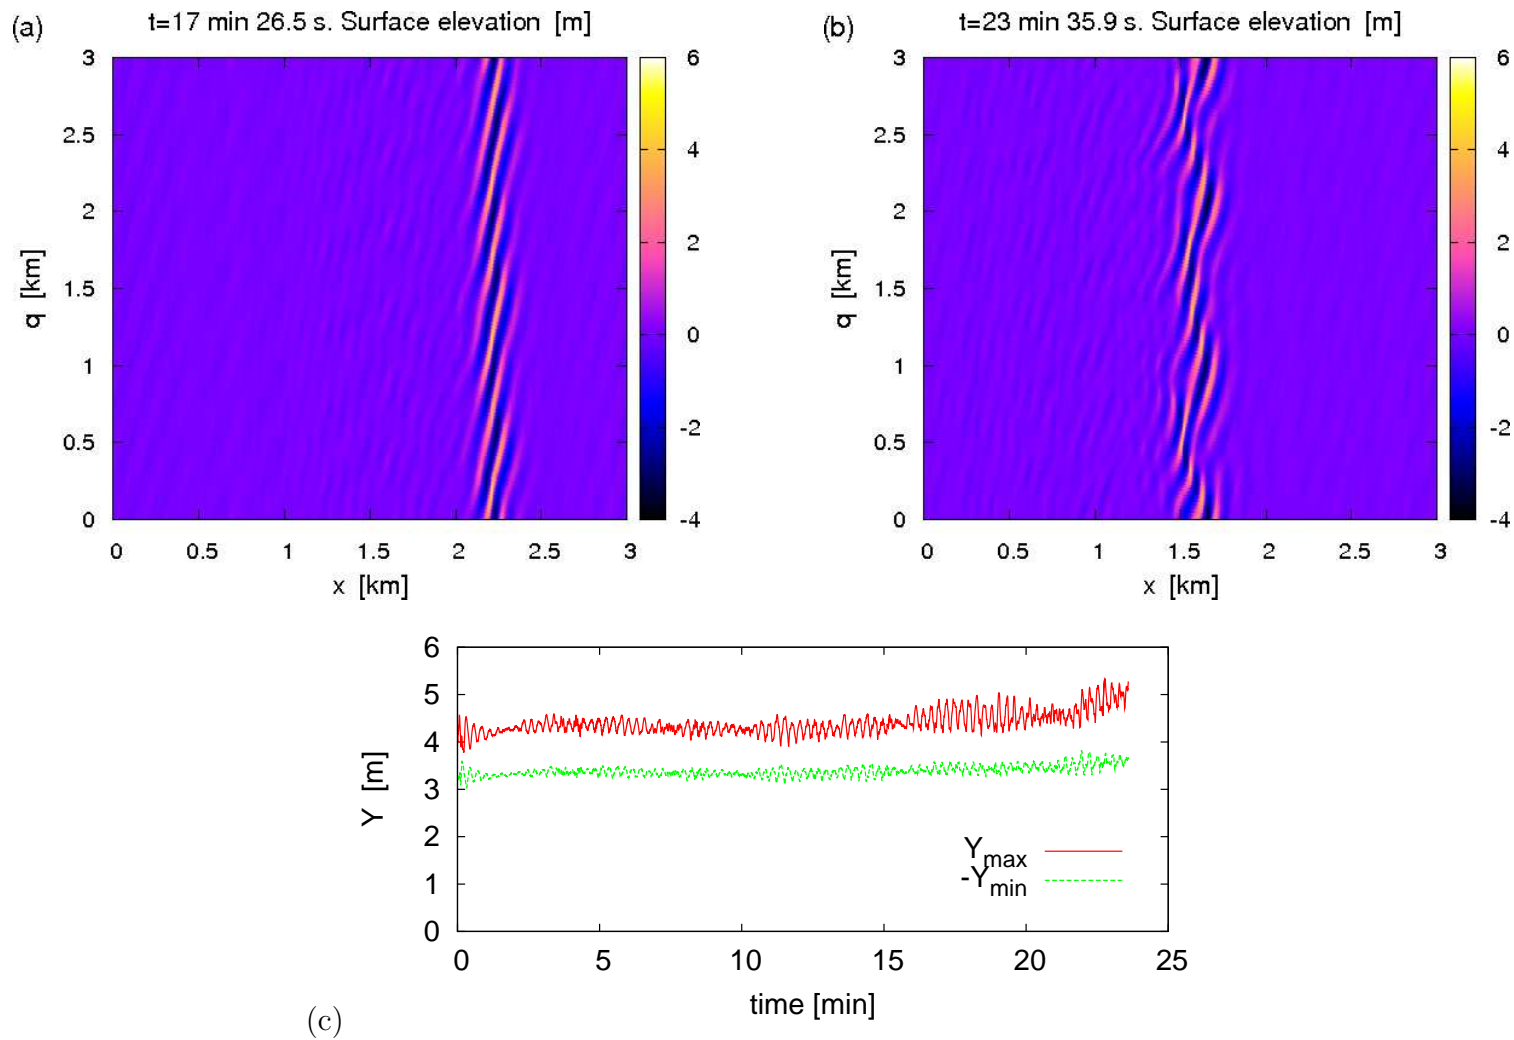 (a)
t=17 min 26.5 s. Surface elevation [m]
3
2.5
2
1.5
1
0.5
0
q [km]
0 0.5 1 1.5 2 2.5 3
x [km]
6
4
2
0
-2
-4
(b)
t=23 min 35.9 s. Surface elevation [m]
3
2.5
2
1.5
1
0.5
0
q [km]
0 0.5 1 1.5 2 2.5 3
x [km]
6
4
2
0
-2
-4
6
5
4
3
2
1
0
Y [m]
Ymax
-Ymin
0 5 10 15 20 25
time [min]
(c)